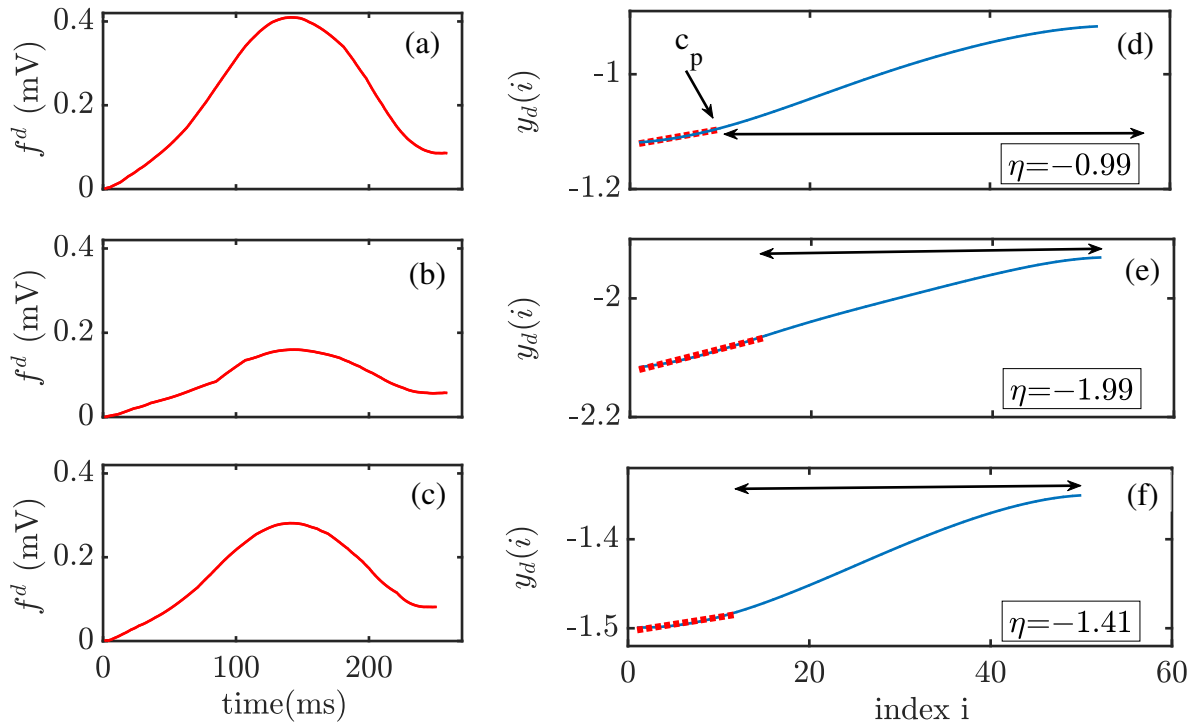 0.4
0.2
0
f^d (mV)
(a)
-1
-1.2
y_d(i)
c_p
(d)
η=−0.99
0.4
0.2
0
f^d (mV)
(b)
-2
-2.2
y_d(i)
(e)
η=−1.99
0.4
0.2
0
f^d (mV)
(c)
0 100 200
time(ms)
-1.4
-1.5
y_d(i)
(f)
η=−1.41
0 20 40 60
index i